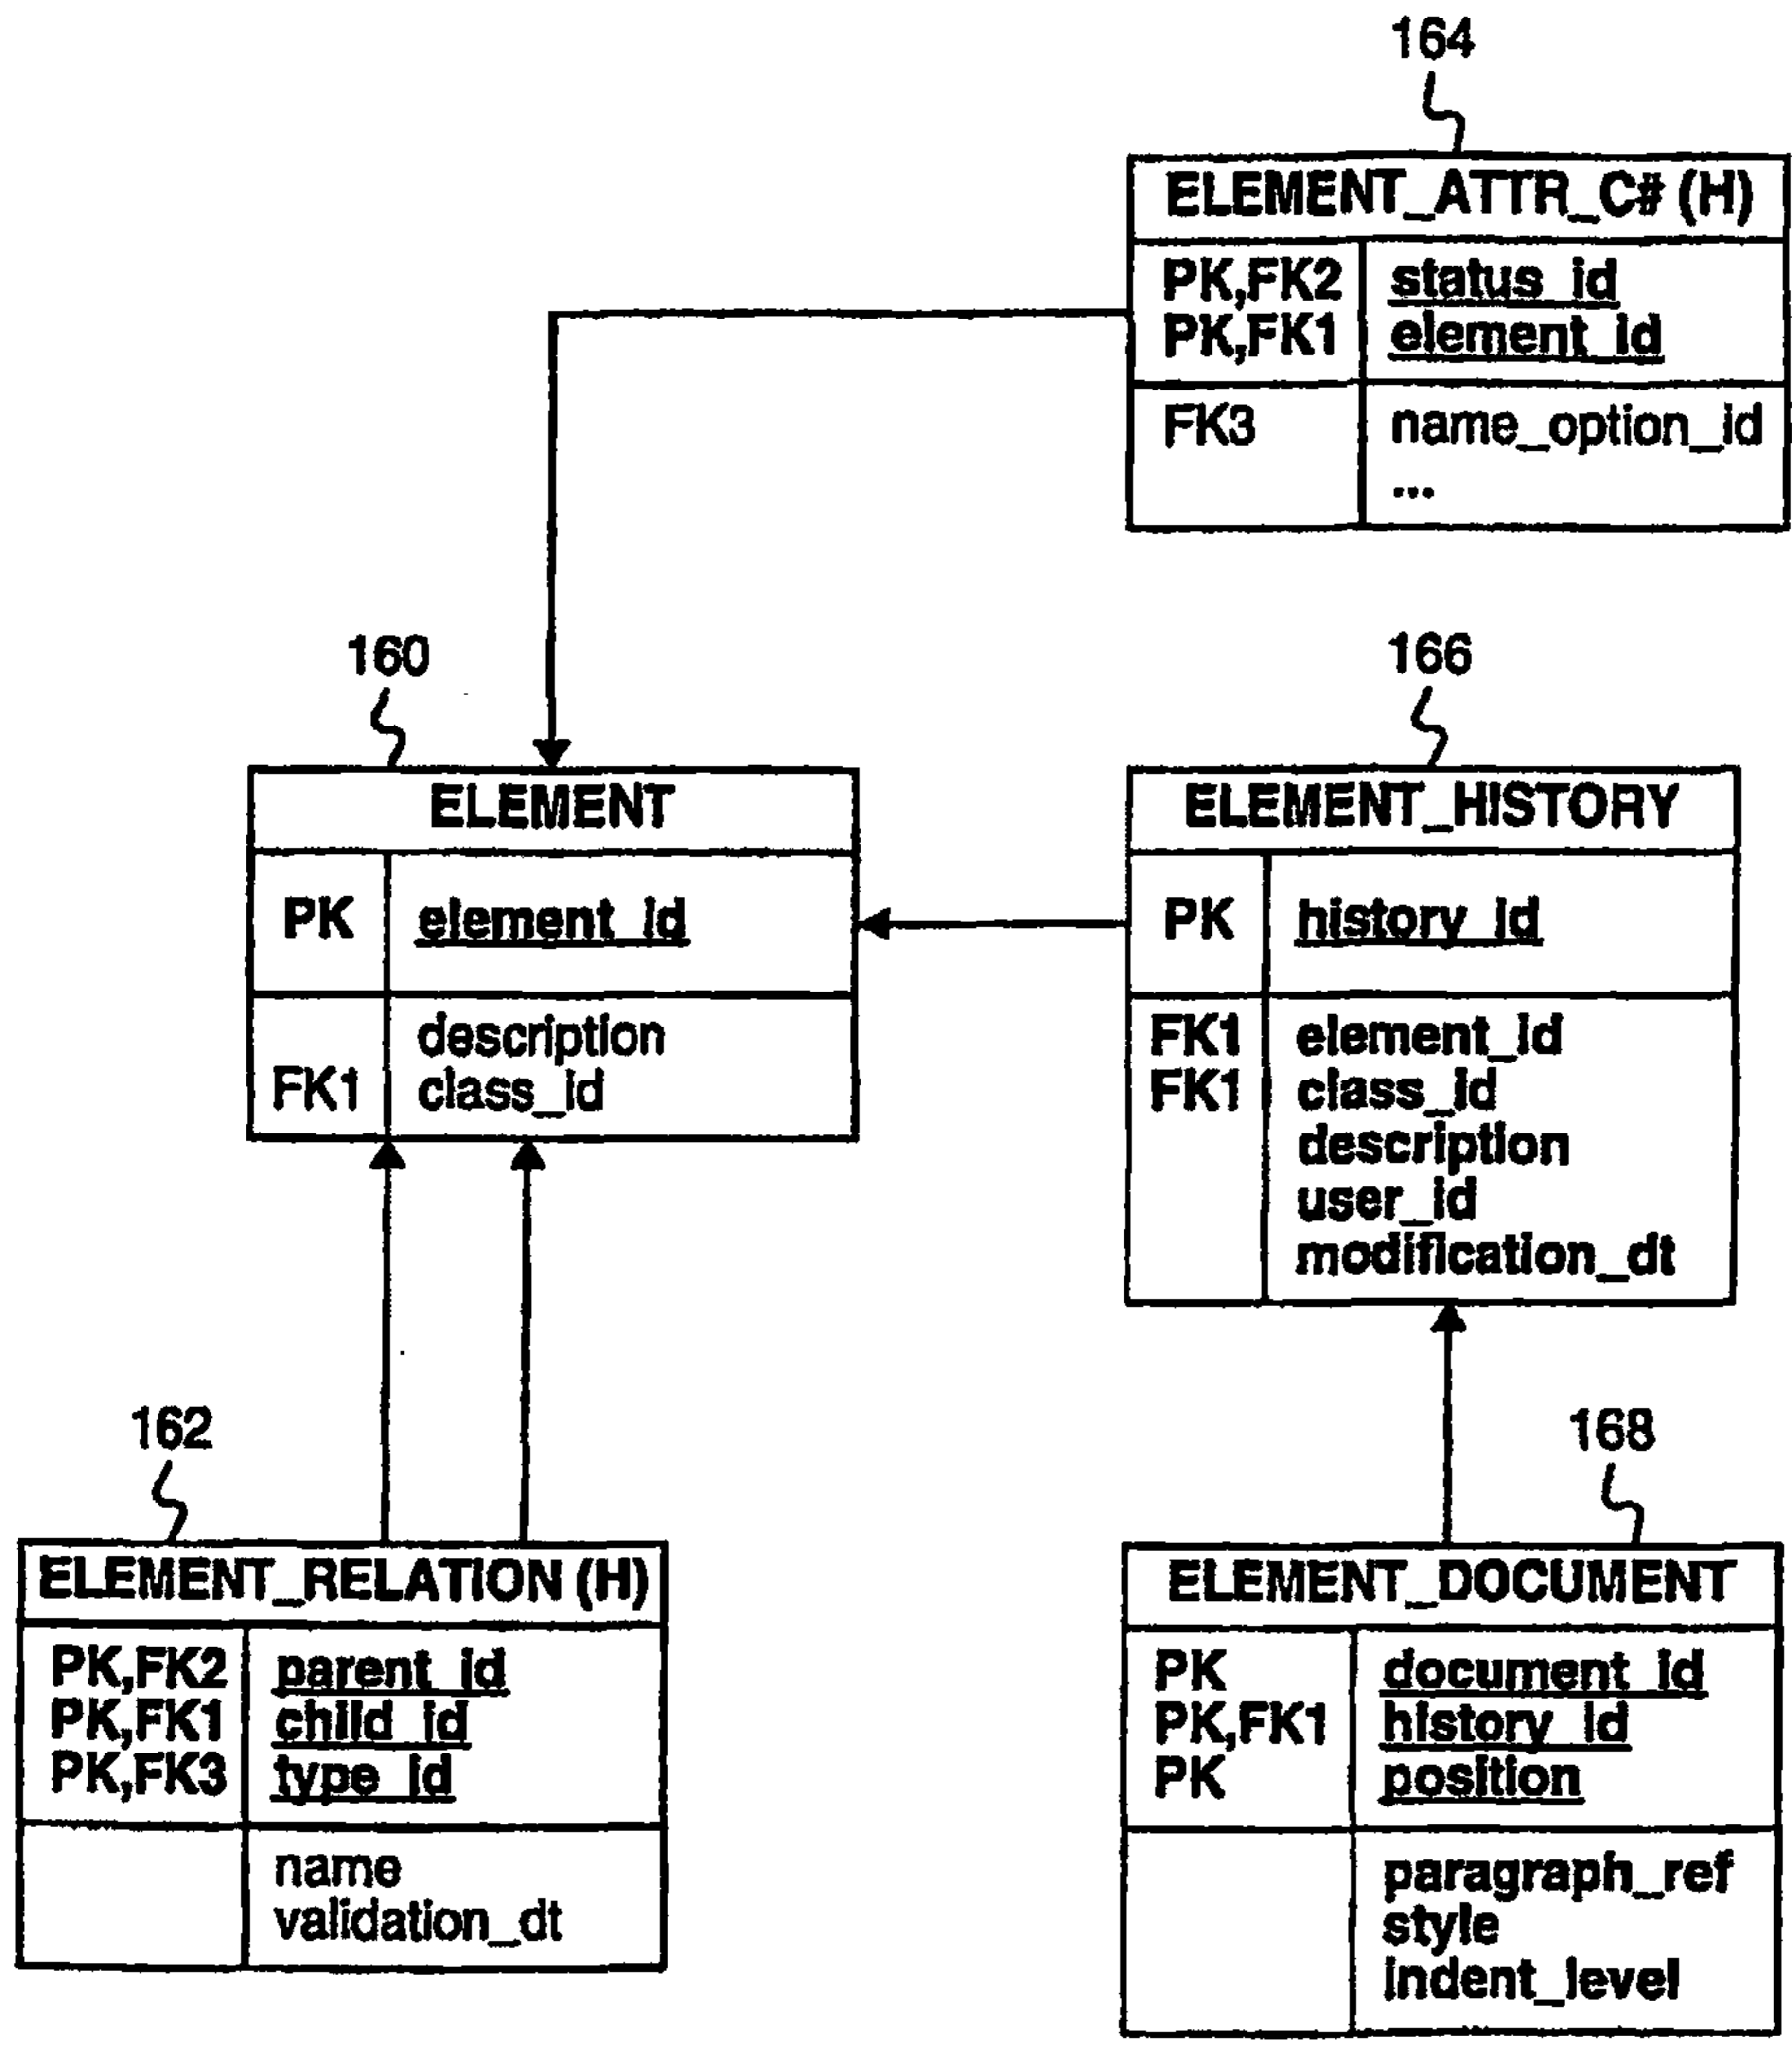 164
ELEMENT_ATTR_C# (H)
PK,FK2 status_id
PK,FK1 element_id
FK3 name_option_id
...
160
ELEMENT
PK element_id
description
FK1 class_id
166
ELEMENT_HISTORY
PK history_id
FK1 element_id
FK1 class_id
description
user_id
modification_dt
162
ELEMENT_RELATION (H)
PK,FK2 parent_id
PK,FK1 child_id
PK,FK3 type_id
name
validation_dt
168
ELEMENT_DOCUMENT
PK document_id
PK,FK1 history_id
PK position
paragraph_ref
style
indent_level